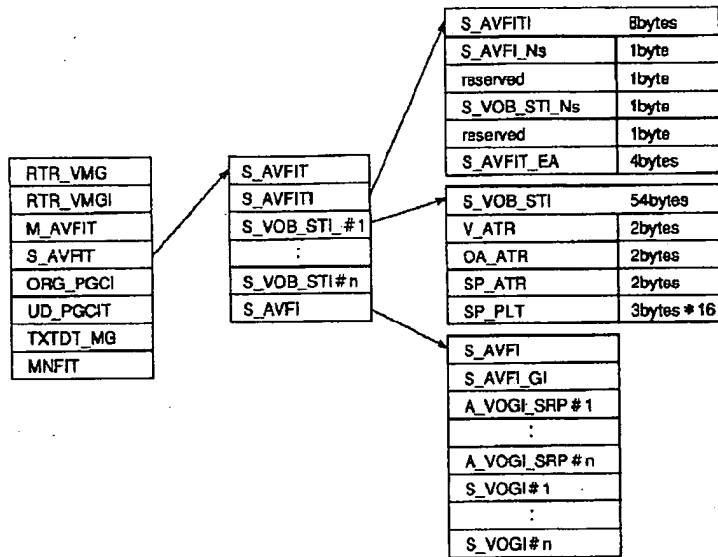 RTR_VMG
RTR_VMGI
M_AVFIT
S_AVFIT
ORG_PGCI
UD_PGCIT
TXTDT_MG
MNFIT
S_AVFIT
S_AVFITI
S_VOB_STI_#1
:
S_VOB_STI#n
S_AVFI
S_AVFITI 8bytes
S_AVFI_Ns 1byte
reserved 1byte
S_VOB_STI_Ns 1byte
reserved 1byte
S_AVFIT_EA 4bytes
S_VOB_STI 54bytes
V_ATR 2bytes
OA_ATR 2bytes
SP_ATR 2bytes
SP_PLT 3bytes*16
S_AVFI
S_AVFI_GI
A_VOGI_SRP#1
:
A_VOGI_SRP#n
S_VOGI#1
:
S_VOGI#n